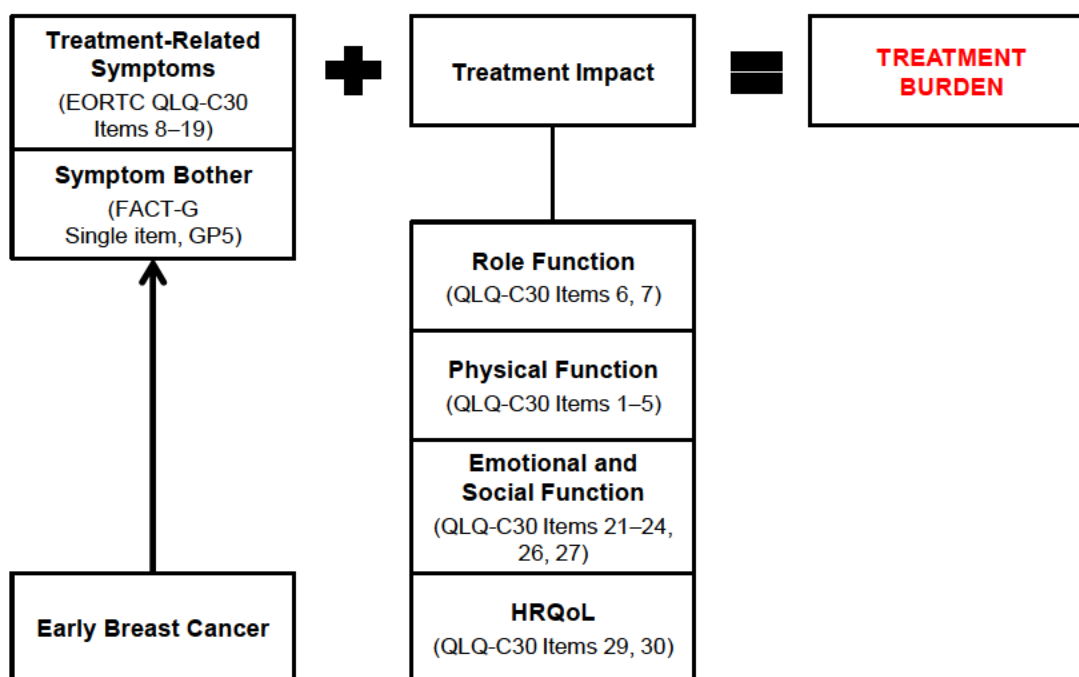 Treatment-Related
Symptoms
(EORTC QLQ-C30
Items 8–19)
Symptom Bother
(FACT-G
Single item, GP5)
Early Breast Cancer
Treatment Impact
Role Function
(QLQ-C30 Items 6, 7)
Physical Function
(QLQ-C30 Items 1–5)
Emotional and
Social Function
(QLQ-C30 Items 21–24,
26, 27)
HRQoL
(QLQ-C30 Items 29, 30)
TREATMENT
BURDEN